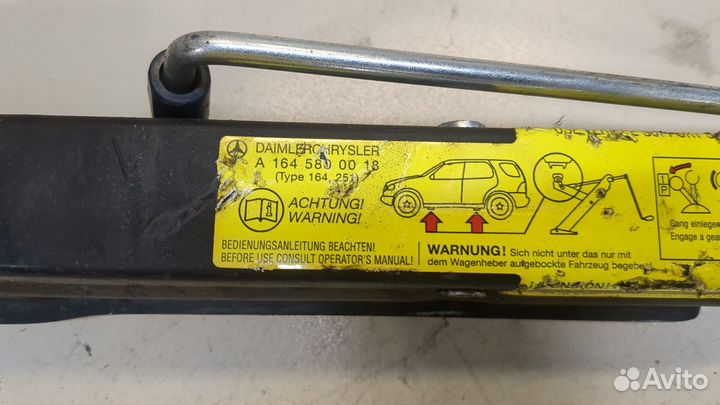 DAIMLERCHRYSLER
A 164 580 00 18
(Type 164, 251)
ACHTUNG!
WARNING!
BEDIENUNGSANLEITUNG BEACHTEN!
BEFORE USE CONSULT OPERATOR'S MANUAL!
WARNUNG! Sich nicht unter das nur mit
dem Wagenheber aufgebockte Fahrzeug begeben
P
Gang einlegen
Engage a gear
Avito